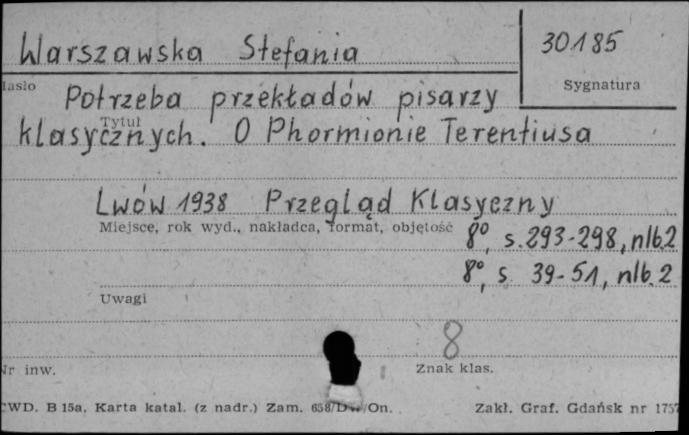 Warszawska Stefania
30185
Hasło
Sygnatura
Potrzeba przekładów pisarzy
Tytuł
klasycznych. O Phormionie Terentiusa
Lwów 1938 Przegląd Klasyczny
Miejsce, rok wyd., nakładca, format, objętość
8°, s. 293-298, nlb. 2
8°, s. 39-51, nlb. 2
Uwagi
8
Nr inw.
Znak klas.
CWD. B 15a. Karta katal. (z nadr.) Zam. /On.
Zakł. Graf. Gdańsk nr 1757